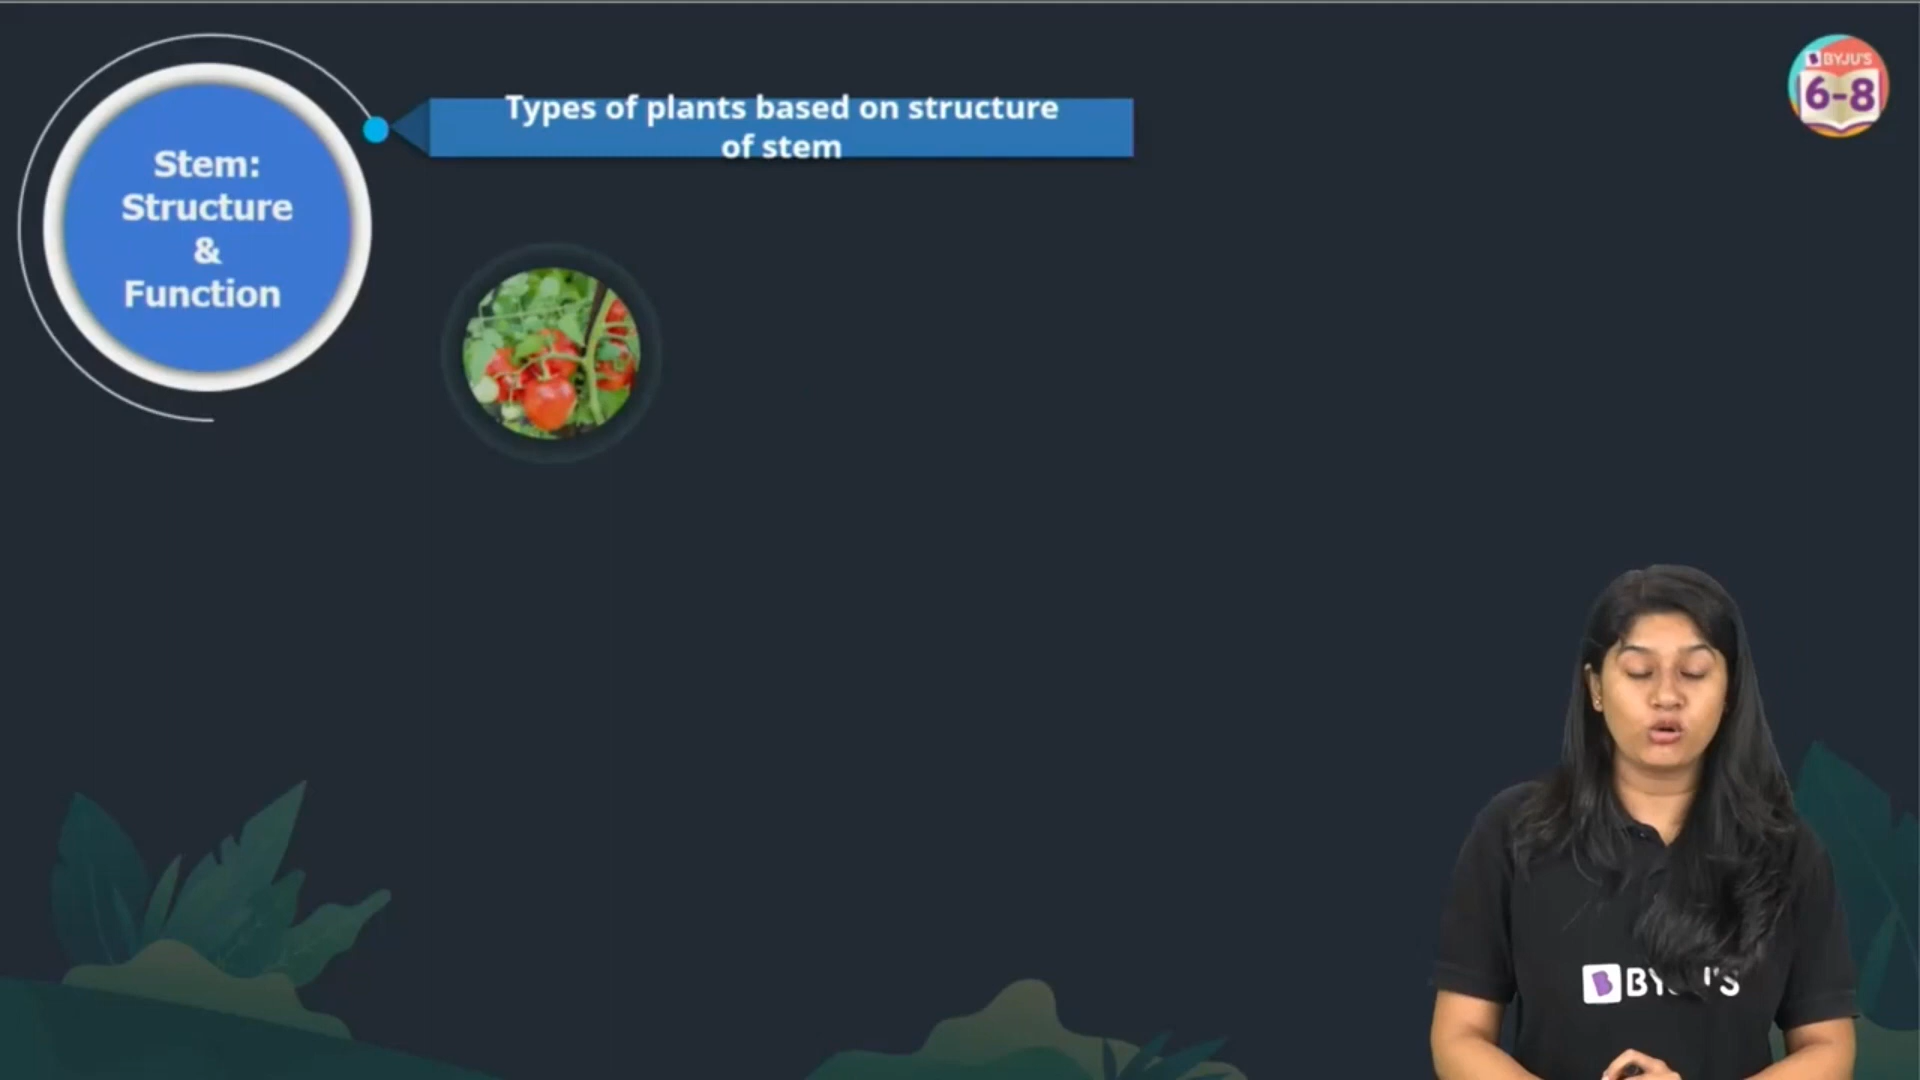 Stem:
Structure
&
Function
Types of plants based on structure
of stem
BYJU'S
6-8